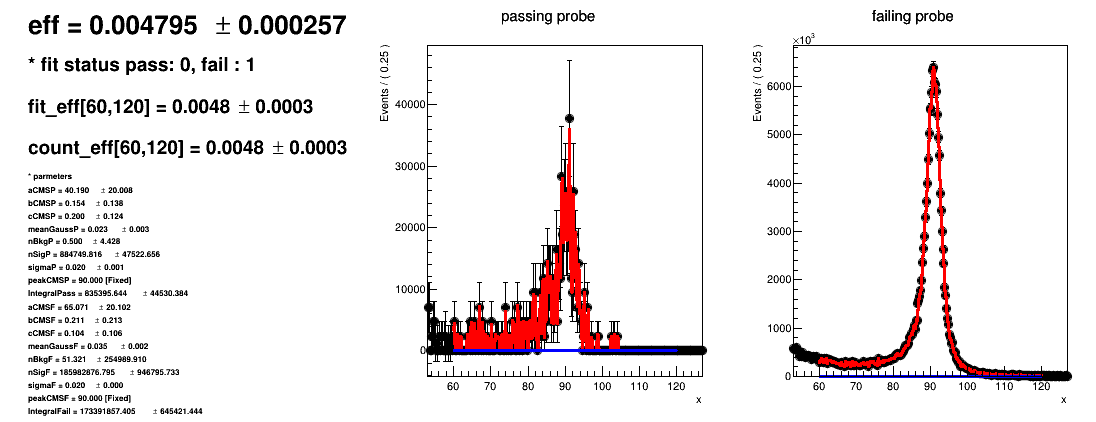 eff = 0.004795 ± 0.000257
* fit status pass: 0, fail : 1
fit_eff[60,120] = 0.0048 ± 0.0003
count_eff[60,120] = 0.0048 ± 0.0003
* parmeters
aCMSP = 40.190 ± 20.008
bCMSP = 0.154 ± 0.138
cCMSP = 0.200 ± 0.124
meanGaussP = 0.023 ± 0.003
nBkgP = 0.500 ± 4.428
nSigP = 884749.816 ± 47522.656
sigmaP = 0.020 ± 0.001
peakCMSP = 90.000 [Fixed]
IntegralPass = 835395.644 ± 44530.384
aCMSF = 65.071 ± 20.102
bCMSF = 0.211 ± 0.213
cCMSF = 0.104 ± 0.106
meanGaussF = 0.035 ± 0.002
nBkgF = 51.321 ± 254989.910
nSigF = 185982876.795 ± 946795.733
sigmaF = 0.020 ± 0.000
peakCMSF = 90.000 [Fixed]
IntegralFail = 173391857.405 ± 645421.444
passing probe
Events / ( 0.25 )
40000
30000
20000
10000
0
60 70 80 90 100 110 120
x
failing probe
×10³
Events / ( 0.25 )
6000
5000
4000
3000
2000
1000
0
60 70 80 90 100 110 120
x